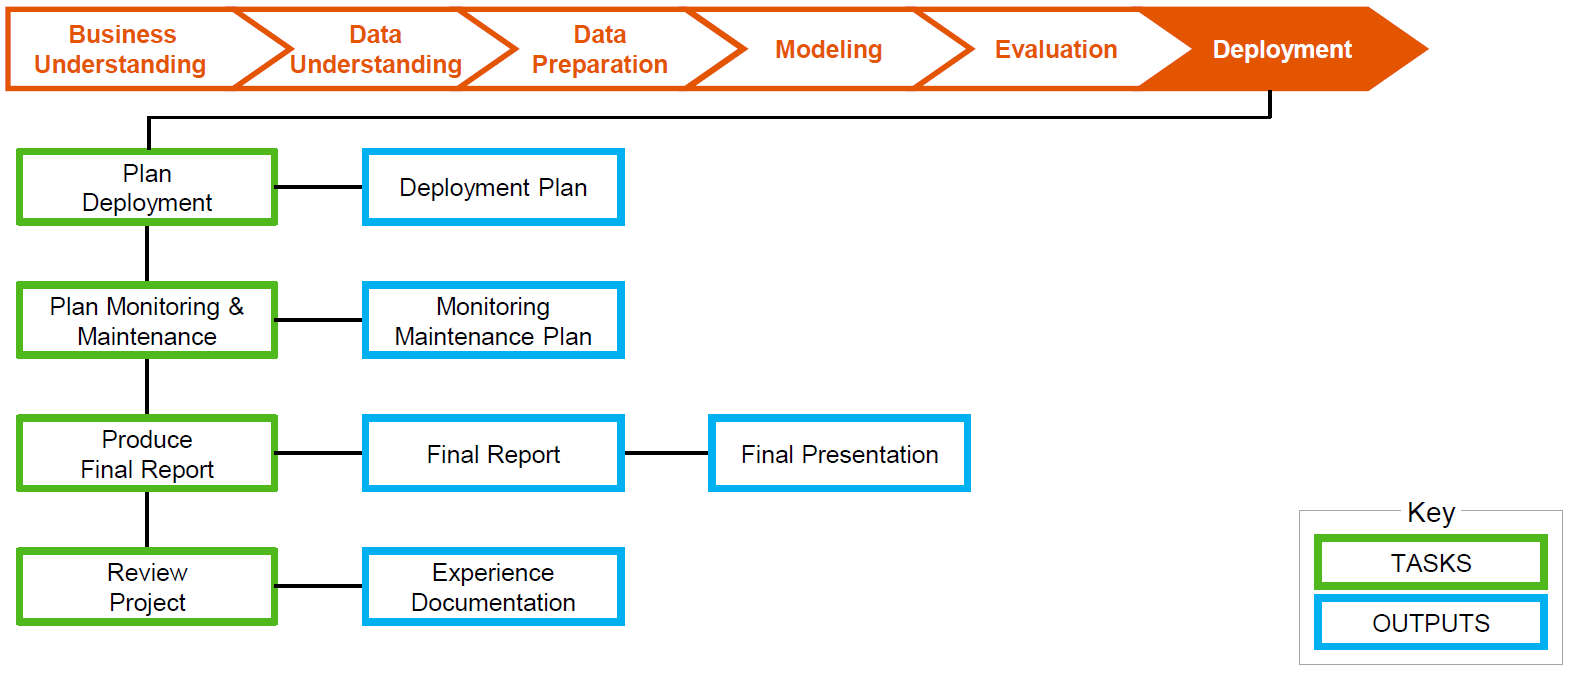 Business
Understanding
Data
Understanding
Data
Preparation
Modeling
Evaluation
Deployment
Plan
Deployment
Deployment Plan
Plan Monitoring &
Maintenance
Monitoring
Maintenance Plan
Produce
Final Report
Final Report
Final Presentation
Review
Project
Experience
Documentation
Key
TASKS
OUTPUTS